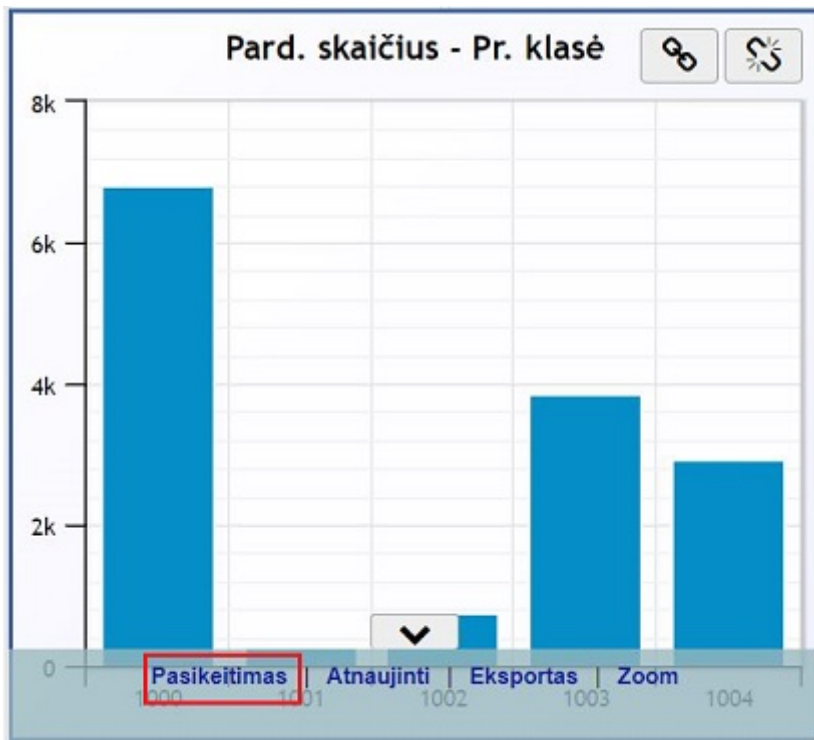 Pard. skaičius - Pr. klasė
8k
6k
4k
2k
0
Pasikeitimas | Atnaujinti | Eksportas | Zoom
1000 1001 1002 1003 1004